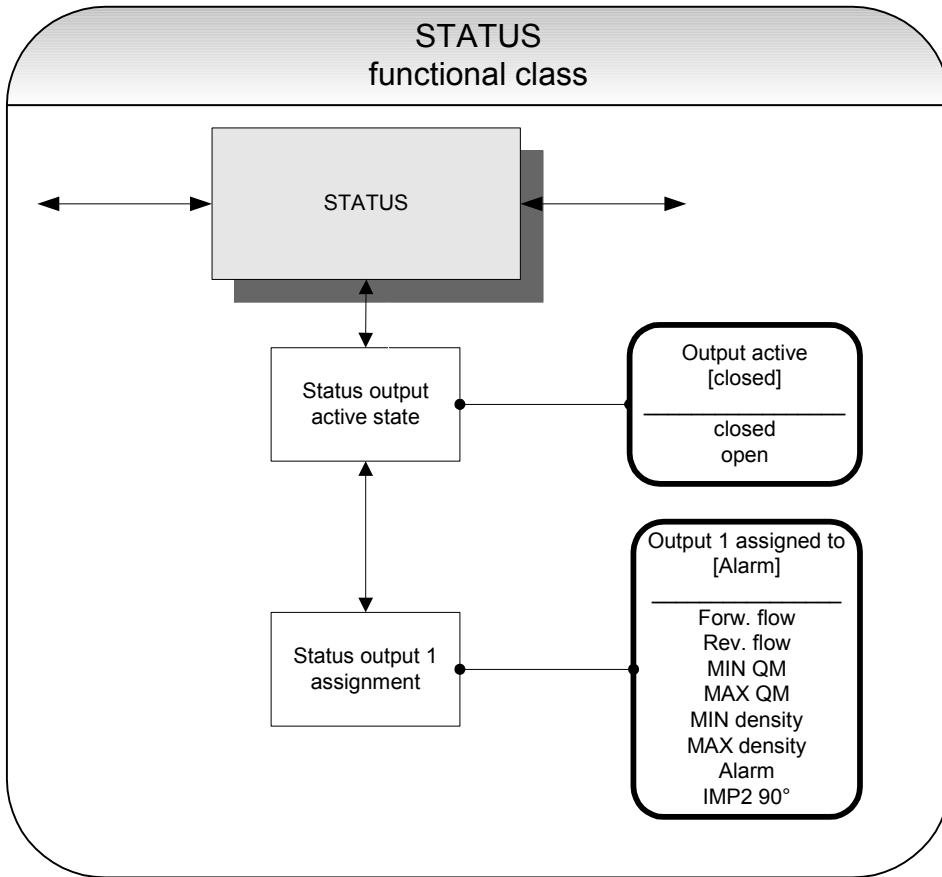 STATUS
functional class
STATUS
Status output
active state
Output active
[closed]
closed
open
Status output 1
assignment
Output 1 assigned to
[Alarm]
Forw. flow
Rev. flow
MIN QM
MAX QM
MIN density
MAX density
Alarm
IMP2 90°